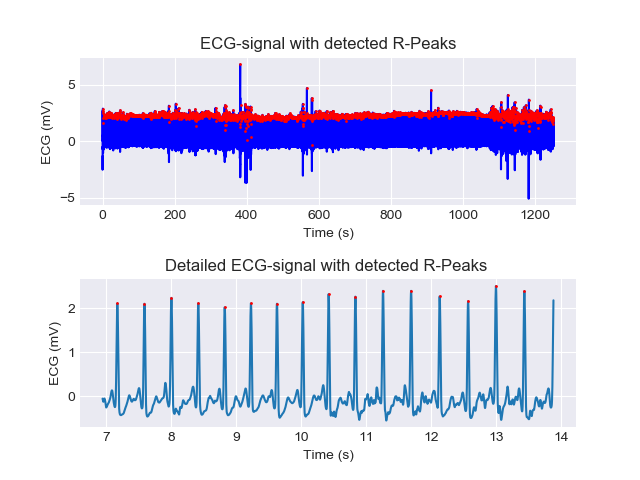 ECG-signal with detected R-Peaks
5
0
−5
ECG (mV)
0 200 400 600 800 1000 1200
Time (s)
Detailed ECG-signal with detected R-Peaks
2
1
0
ECG (mV)
7 8 9 10 11 12 13 14
Time (s)